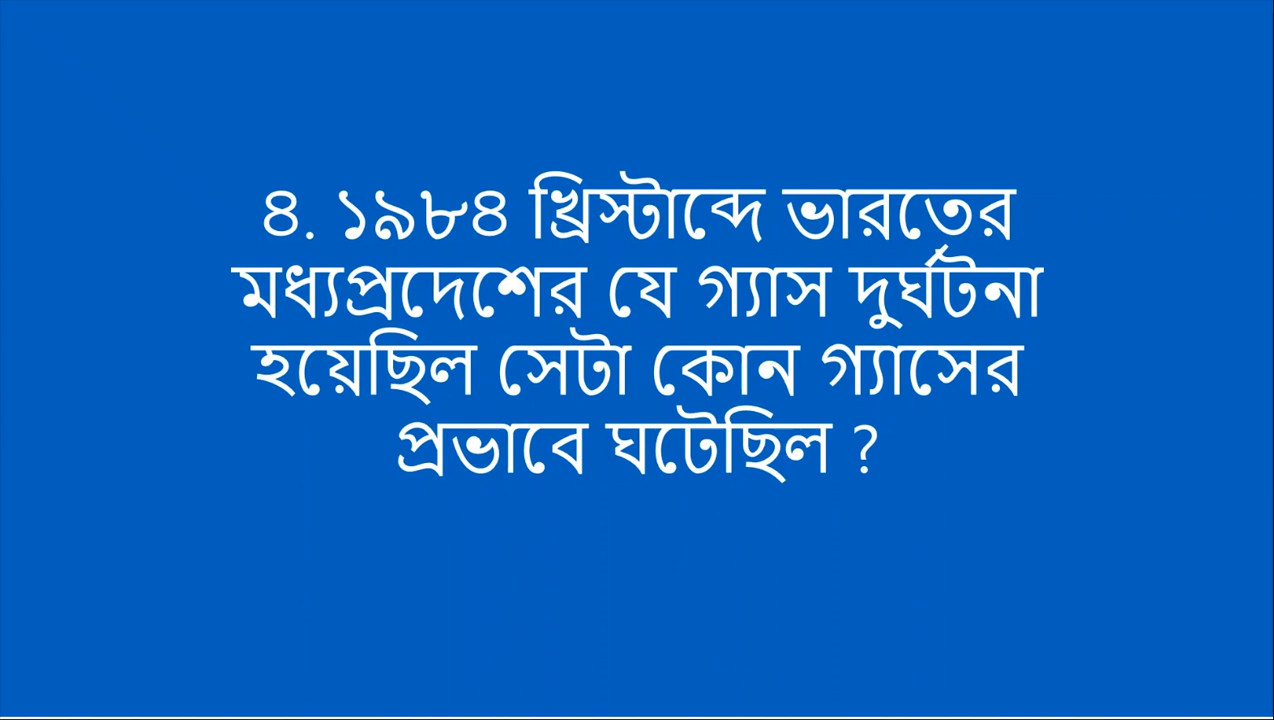 ৪. ১৯৮৪ খ্রিস্টাব্দে ভারতের
মধ্যপ্রদেশের যে গ্যাস দুর্ঘটনা
হয়েছিল সেটা কোন গ্যাসের
প্রভাবে ঘটেছিল ?